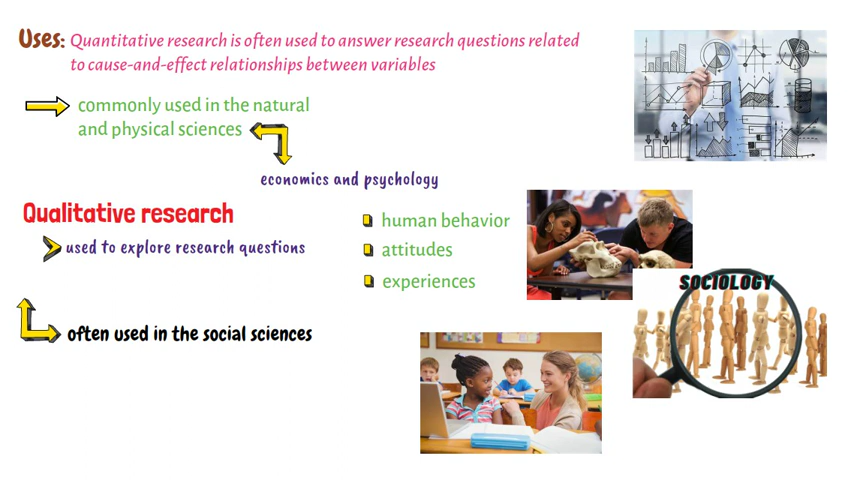 Uses: Quantitative research is often used to answer research questions related
to cause-and-effect relationships between variables
commonly used in the natural
and physical sciences
economics and psychology
Qualitative research
used to explore research questions
human behavior
attitudes
experiences
often used in the social sciences
SOCIOLOGY